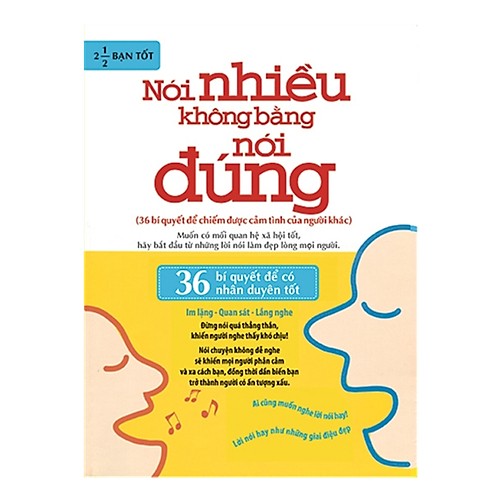 2 1/2 BẠN TỐT
Nói nhiều
không bằng
nói
đúng
(36 bí quyết để chiếm được cảm tình của người khác)
Muốn có mối quan hệ xã hội tốt,
hãy bắt đầu từ những lời nói làm đẹp lòng mọi người.
36 bí quyết để có
nhân duyên tốt
Im lặng - Quan sát - Lắng nghe
Đừng nói quá thẳng thắn,
khiến người nghe thấy khó chịu!
Nói chuyện không dễ nghe
sẽ khiến mọi người phản cảm
và xa cách bạn, đồng thời dần biến bạn
trở thành người có ấn tượng xấu.
Ai cũng muốn nghe lời nói hay!
Lời nói hay như những giai điệu đẹp